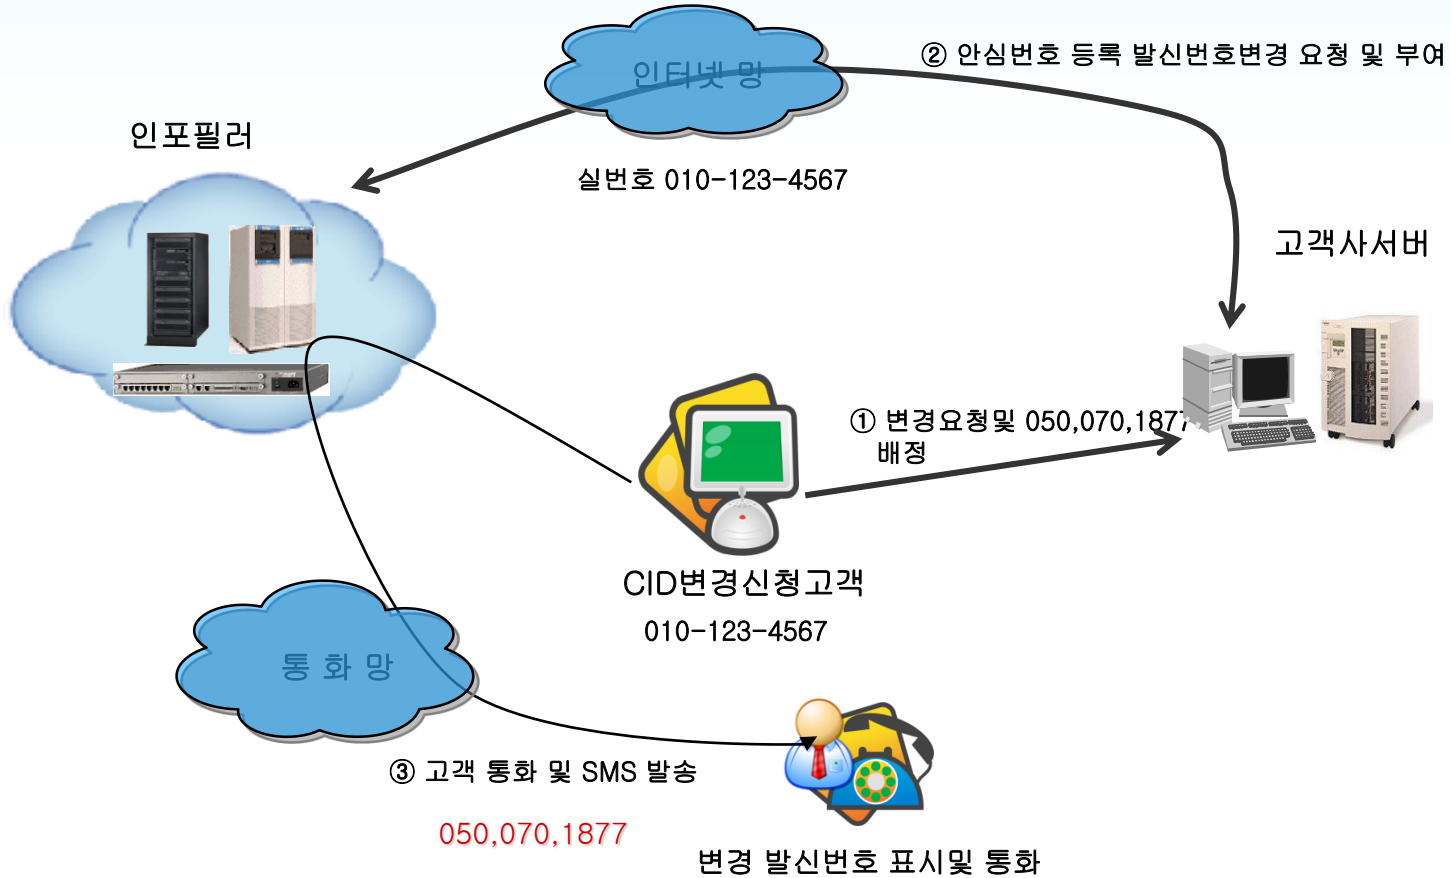 인터넷 망
② 안심번호 등록 발신번호변경 요청 및 부여
인포필러
실번호 010-123-4567
고객사서버
① 변경요청및 050,070,1877
배정
CID변경신청고객
010-123-4567
통 화 망
③ 고객 통화 및 SMS 발송
050,070,1877
변경 발신번호 표시및 통화